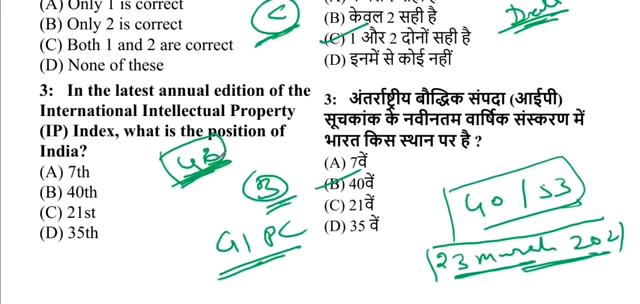 (A) Only 1 is correct
(B) Only 2 is correct
(C) Both 1 and 2 are correct
(D) None of these
3: In the latest annual edition of the
International Intellectual Property
(IP) Index, what is the position of
India?
(A) 7th
(B) 40th
(C) 21st
(D) 35th
(B) केवल 2 सही है
(C) 1 और 2 दोनों सही है
(D) इनमें से कोई नहीं
3: अंतर्राष्ट्रीय बौद्धिक संपदा (आईपी)
सूचकांक के नवीनतम वार्षिक संस्करण में
भारत किस स्थान पर है ?
(A) 7वें
(B) 40वें
(C) 21वें
(D) 35 वें
C
B
GIPC
40/53
(23 march 2021